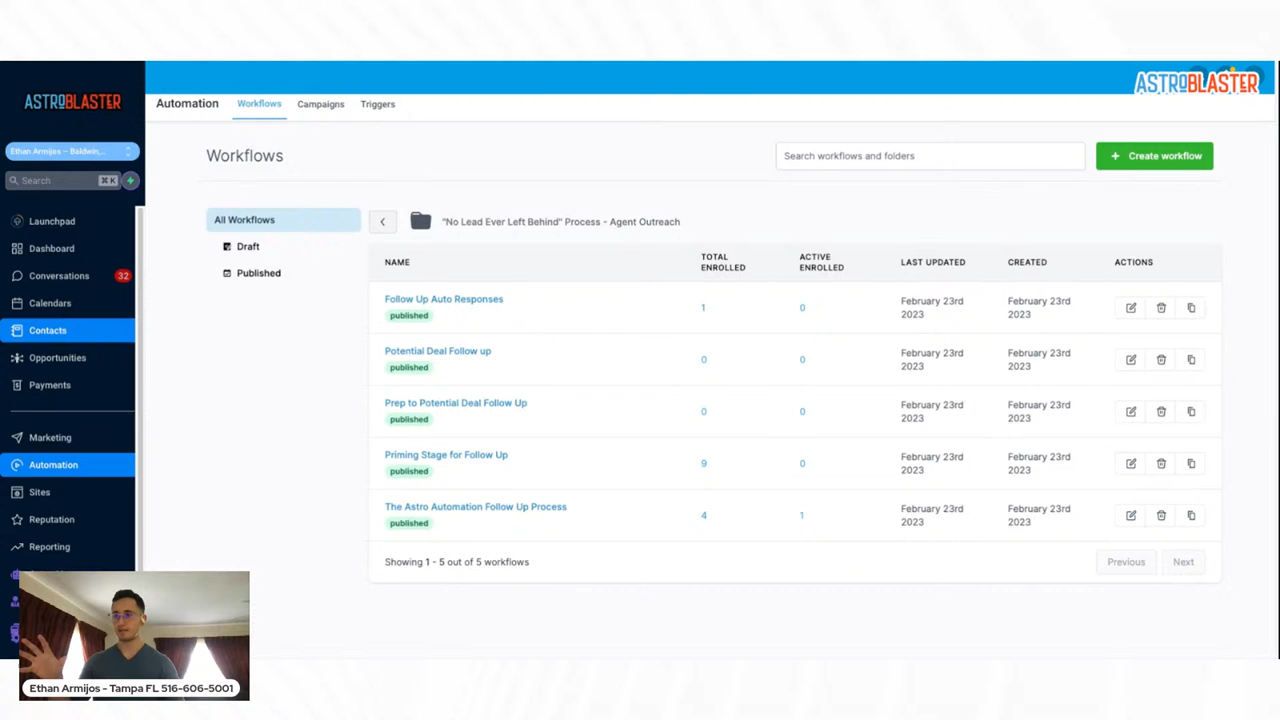 ASTROBLASTER
ASTROBLASTER
Ethan Armijos -- Baldwin,...
Search ⌘K
Launchpad
Dashboard
Conversations 32
Calendars
Contacts
Opportunities
Payments
Marketing
Automation
Sites
Reputation
Reporting
Automation Workflows Campaigns Triggers
Workflows
Search workflows and folders
+ Create workflow
All Workflows
Draft
Published
"No Lead Ever Left Behind" Process - Agent Outreach
NAME TOTAL ENROLLED ACTIVE ENROLLED LAST UPDATED CREATED ACTIONS
Follow Up Auto Responses
published
1 0 February 23rd 2023 February 23rd 2023
Potential Deal Follow up
published
0 0 February 23rd 2023 February 23rd 2023
Prep to Potential Deal Follow Up
published
0 0 February 23rd 2023 February 23rd 2023
Priming Stage for Follow Up
published
9 0 February 23rd 2023 February 23rd 2023
The Astro Automation Follow Up Process
published
4 1 February 23rd 2023 February 23rd 2023
Showing 1 - 5 out of 5 workflows
Previous Next
Ethan Armijos - Tampa FL 516-606-5001